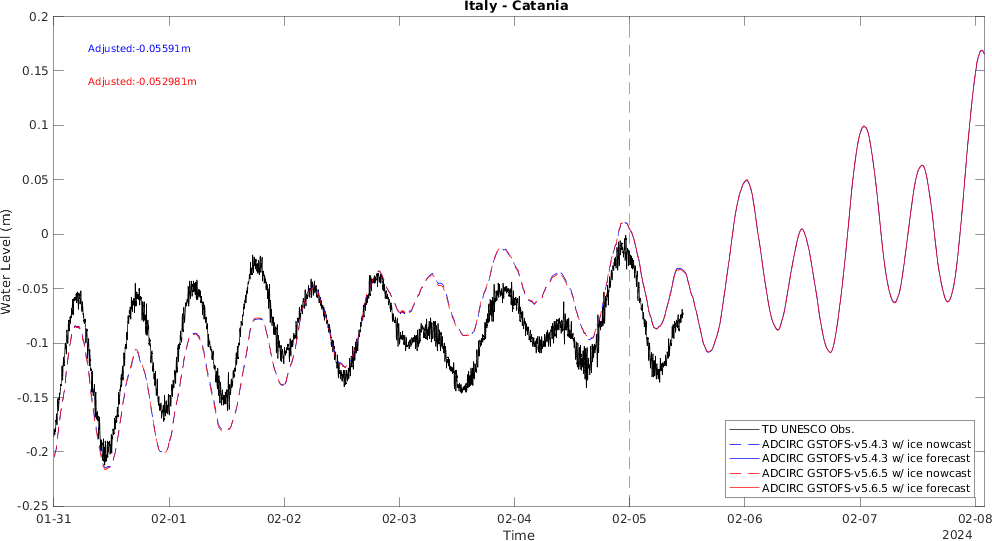 Italy - Catania
Adjusted:-0.05591m
Adjusted:-0.052981m
Water Level (m)
0.2
0.15
0.1
0.05
0
-0.05
-0.1
-0.15
-0.2
-0.25
TD UNESCO Obs.
ADCIRC GSTOFS-v5.4.3 w/ ice nowcast
ADCIRC GSTOFS-v5.4.3 w/ ice forecast
ADCIRC GSTOFS-v5.6.5 w/ ice nowcast
ADCIRC GSTOFS-v5.6.5 w/ ice forecast
01-31 02-01 02-02 02-03 02-04 02-05 02-06 02-07 02-08
Time
2024